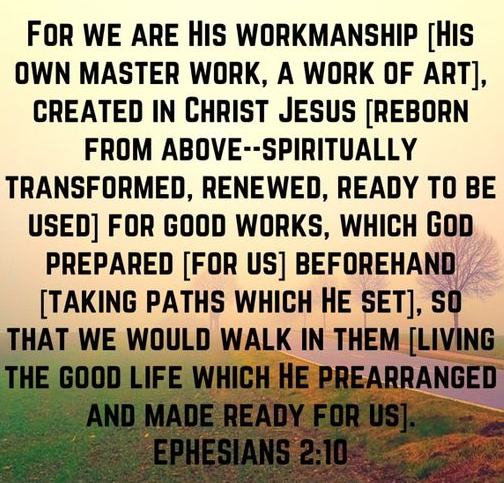 For we are His workmanship [His
own master work, a work of art],
created in Christ Jesus [reborn
from above--spiritually
transformed, renewed, ready to be
used] for good works, which God
prepared [for us] beforehand
[taking paths which He set], so
that we would walk in them [living
the good life which He prearranged
and made ready for us].
Ephesians 2:10